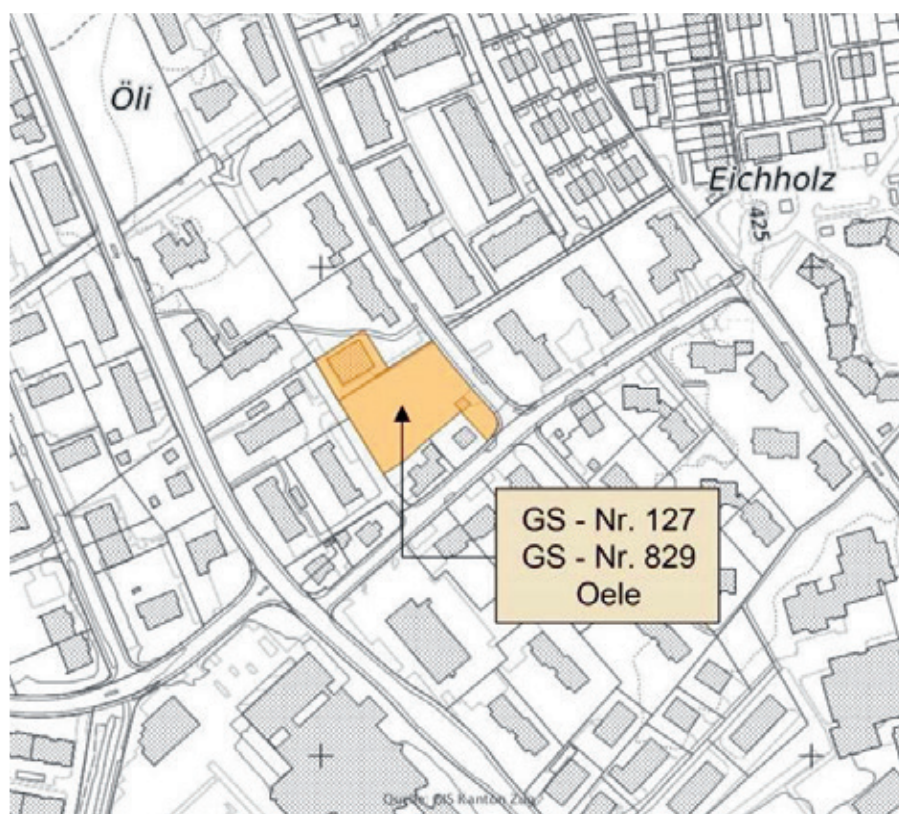 Öli
Eichholz
425
GS - Nr. 127
GS - Nr. 829
Oele
Quelle: GIS Kanton Zug